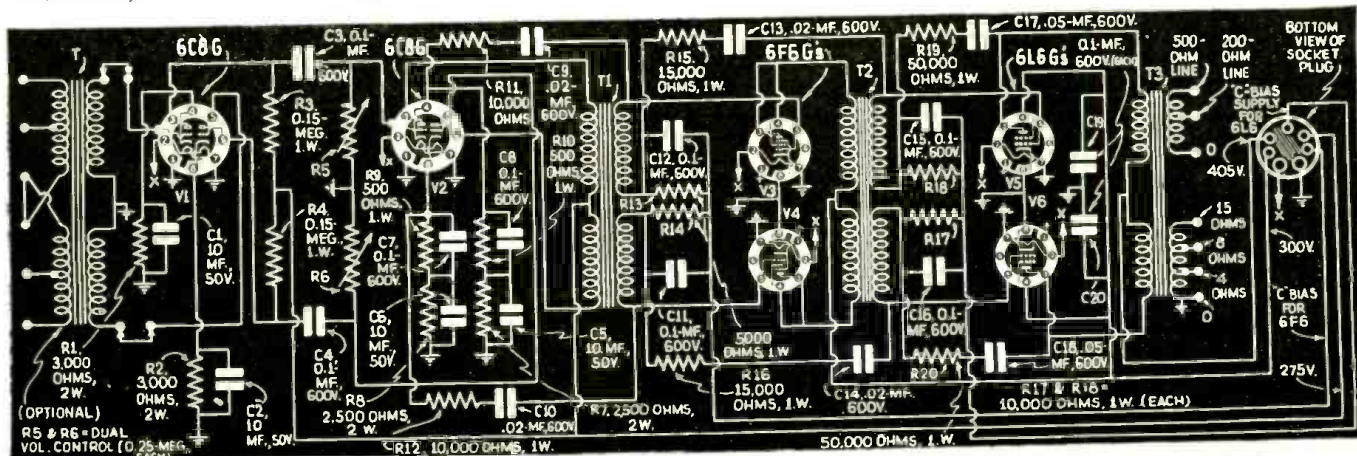 T
6C8G
C3, 0.1-
MF.
600V.
6C8G
R11,
10,000
OHMS
C9,
.02-
MF,
600V.
T1
R15,
15,000
OHMS, 1W.
C13, .02-MF, 600V.
6F6G's
T2
R19,
50,000
OHMS, 1W.
C17, .05-MF, 600V.
6L6G's
0.1-MF,
600V. (EACH)
T3
500-
OHM
LINE
200-
OHM
LINE
BOTTOM
VIEW OF
SOCKET
PLUG
"C" BIAS
SUPPLY
FOR
6L6
V1
X
C1,
10
MF.
50V.
R3,
0.15-
MEG.
1W.
R5
R4
0.15-
MEG.,
1.W.
R6
V2
X
R9,
500
OHMS,
1.W.
C7,
0.1-
MF.
600V.
C6,
10
MF.
50V.
R10
500
OHMS,
1W.
C8
0.1-
MF.
600V.
C5,
10. MF.
50V.
C12, 0.1-
MF., 600V.
R13
R14
C11,
0.1-MF,
600V.
X
V3
V4
X
C15, 0.1-
MF, 600V.
R18
R17
C16, 0.1-
MF, 600V.
X
V5
V6
X
C19
C20
0
405V.
15
OHMS
8
OHMS
4
OHMS
0
X
300V.
"C" BIAS
FOR
6F6
275V.
R1,
3,000
OHMS,
2W.
(OPTIONAL)
R2,
3,000
OHMS,
2W.
C2,
10
MF., 50V.
C4,
0.1-
MF.
600V.
R8
2,500 OHMS,
2 W.
C10
.02-MF, 600V.
R7, 2,500 OHMS,
2W.
R16
15,000
OHMS, 1.W.
5000
OHMS, 1.W
C14, .02-MF.
600V.
R20
C18, .05-
MF, 600V.
R17 & R18=
10,000 OHMS, 1W. (EACH)
R5 & R6=DUAL
VOL. CONTROL (0.25-MEG.,
R12 10,000 OHMS, 1W.
50,000 OHMS, 1.W.